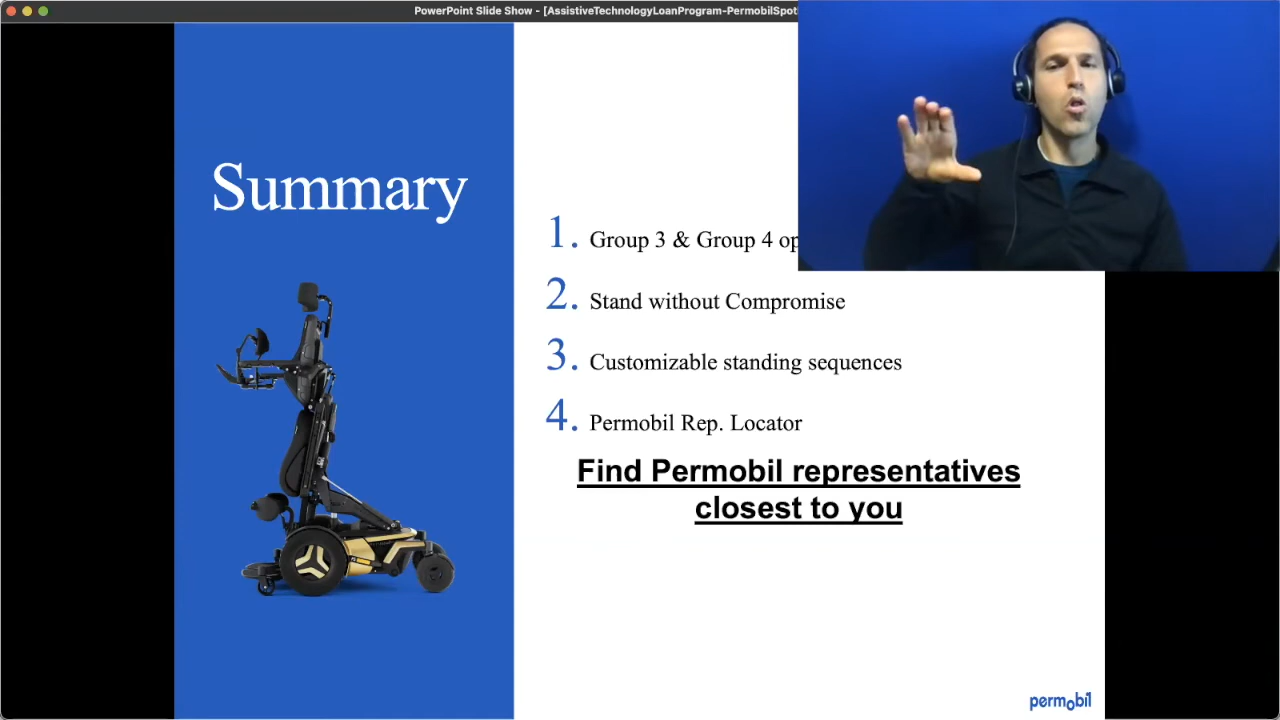 PowerPoint Slide Show - [AssistiveTechnologyLoanProgram-PermobilSpot
Summary
1. Group 3 & Group 4 op
2. Stand without Compromise
3. Customizable standing sequences
4. Permobil Rep. Locator
Find Permobil representatives
closest to you
permobil